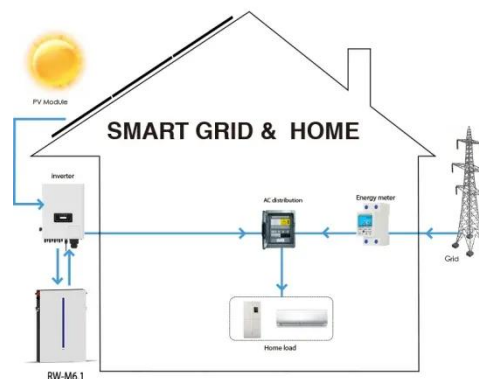 PV Module
SMART GRID & HOME
Inverter
AC distribution
Energy meter
Grid
Home load
RW-M6.1